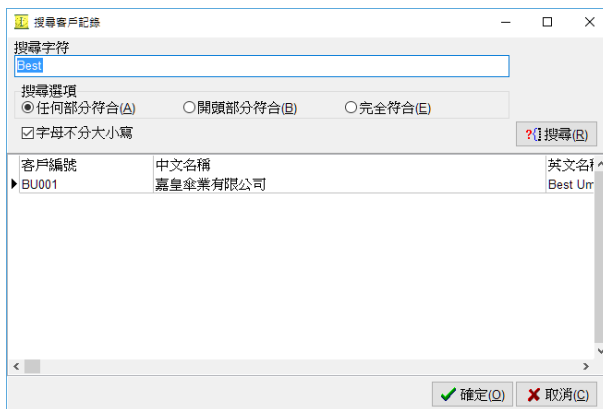 搜尋客戶記錄
搜尋字符
Best
搜尋選項
任何部分符合(A) 開頭部分符合(B) 完全符合(E)
字母不分大小寫
?{} 搜尋(R)
客戶編號 中文名稱 英文名稱
BU001 嘉皇傘業有限公司 Best Um
確定(O) 取消(C)